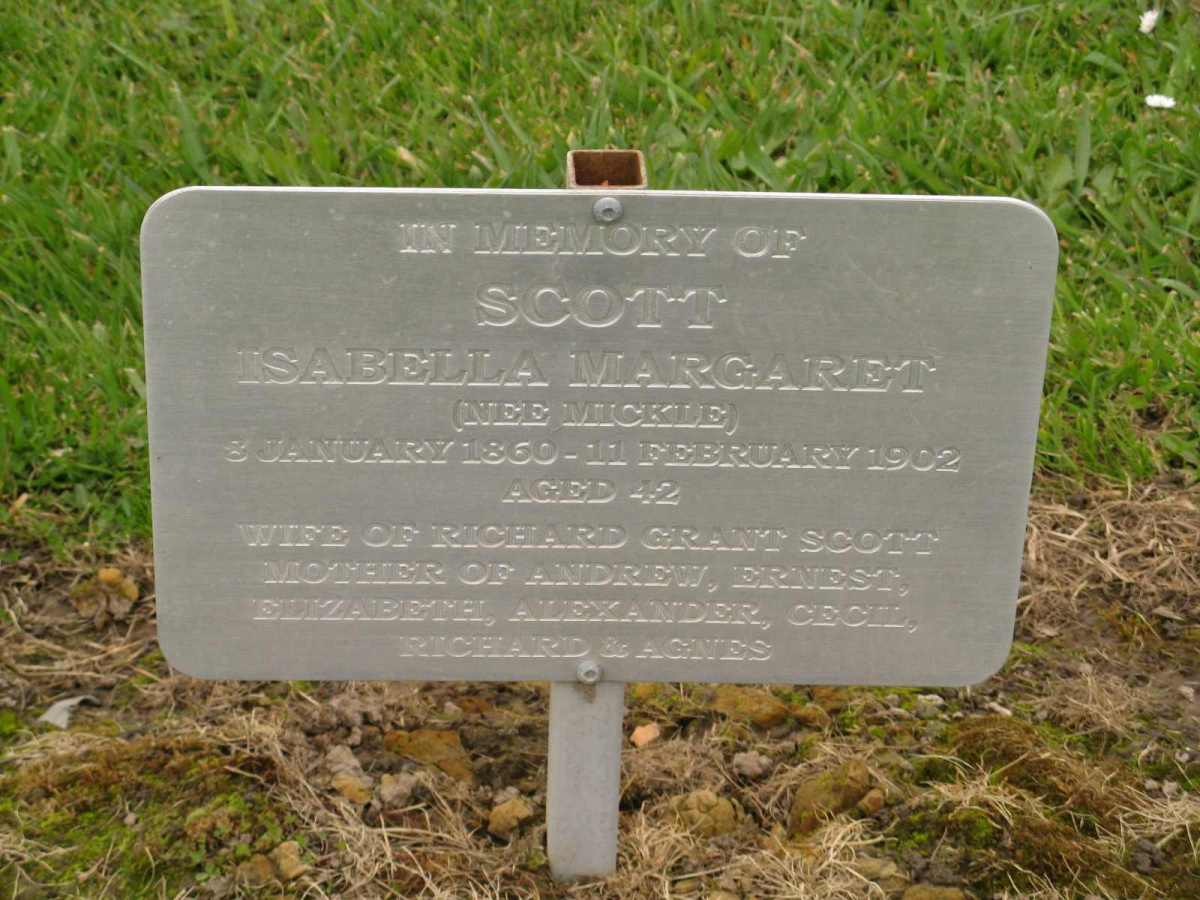 IN MEMORY OF
SCOTT
ISABELLA MARGARET
(NEE MICKLE)
8 JANUARY 1860 - 11 FEBRUARY 1902
AGED 42
WIFE OF RICHARD GRANT SCOTT
MOTHER OF ANDREW, ERNEST,
ELIZABETH, ALEXANDER, CECIL,
RICHARD & AGNES